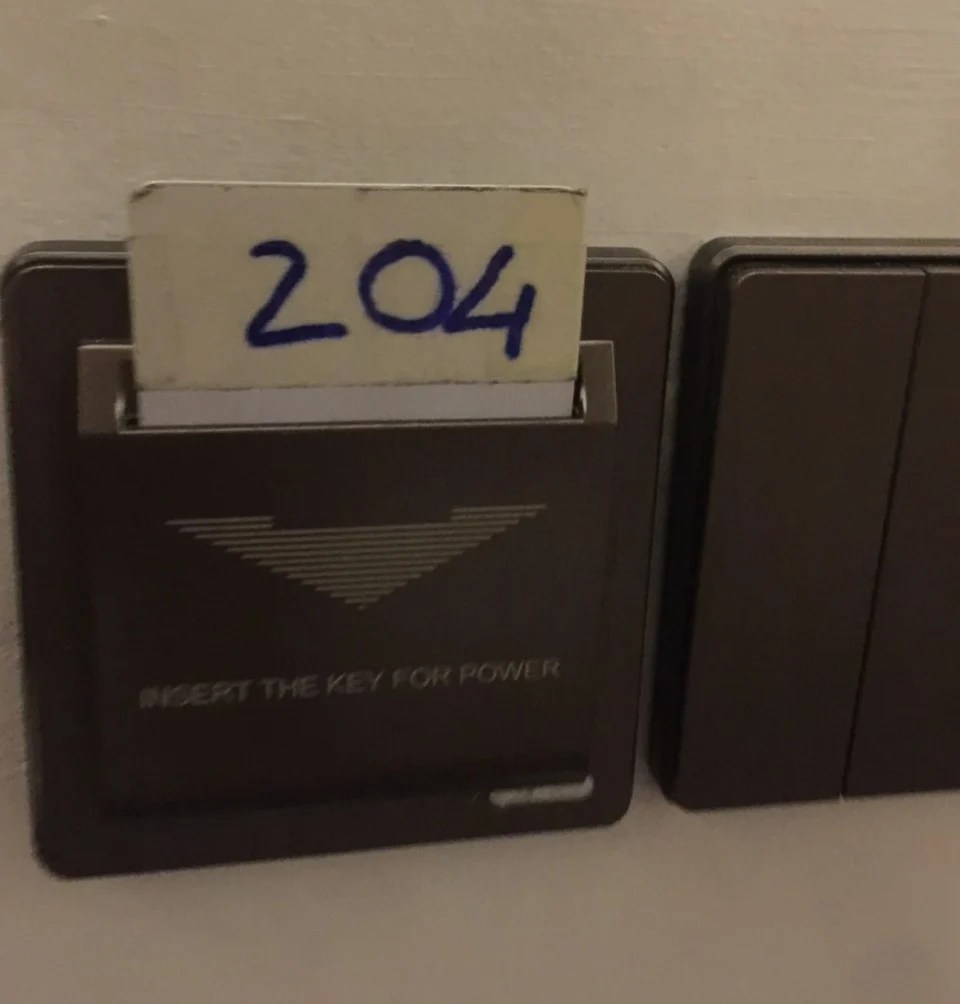 204
INSERT THE KEY FOR POWER